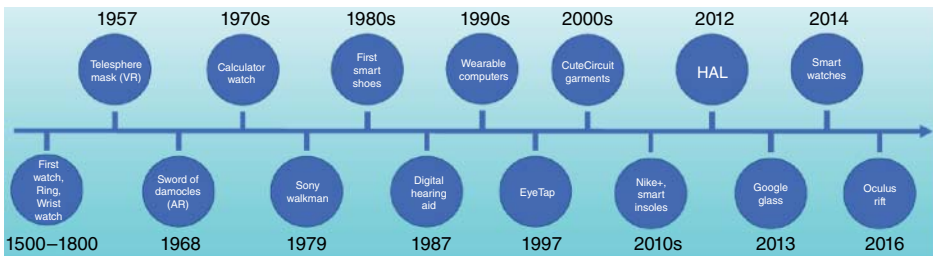 1957
1970s
1980s
1990s
2000s
2012
2014
Telesphere
mask (VR)
Calculator
watch
First
smart
shoes
Wearable
computers
CuteCircuit
garments
HAL
Smart
watches
First
watch,
Ring,
Wrist
watch
Sword of
damocles
(AR)
Sony
walkman
Digital
hearing
aid
EyeTap
Nike+,
smart
insoles
Google
glass
Oculus
rift
1500–1800
1968
1979
1987
1997
2010s
2013
2016